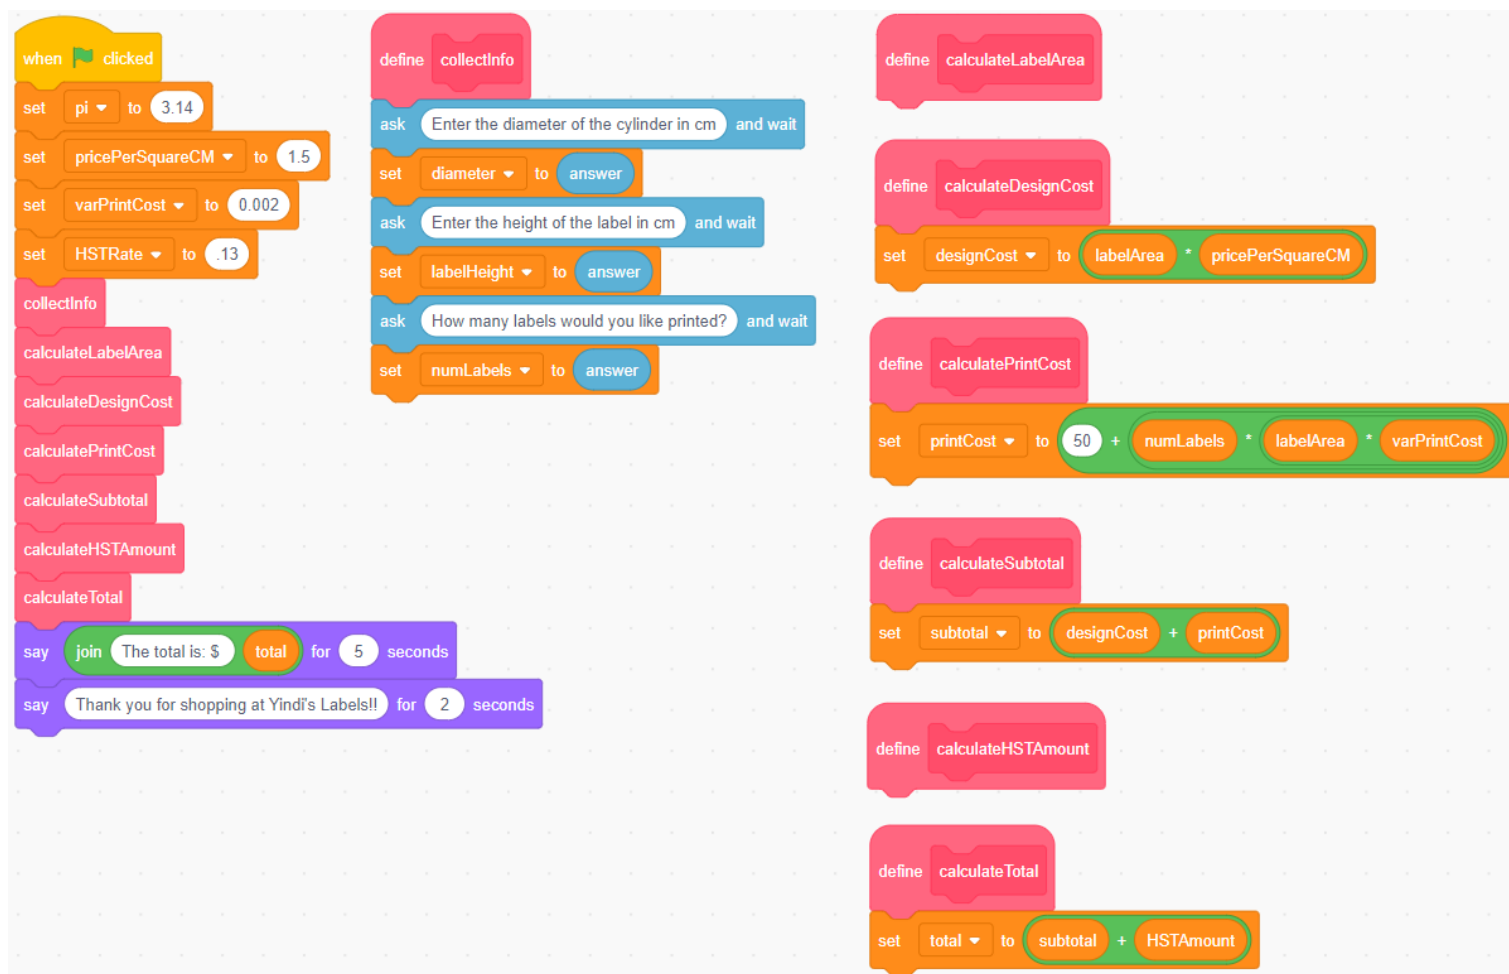 when clicked
set pi to 3.14
set pricePerSquareCM to 1.5
set varPrintCost to 0.002
set HSTRate to .13
collectInfo
calculateLabelArea
calculateDesignCost
calculatePrintCost
calculateSubtotal
calculateHSTAmount
calculateTotal
say join The total is: $ total for 5 seconds
say Thank you for shopping at Yindi's Labels!! for 2 seconds
define collectInfo
ask Enter the diameter of the cylinder in cm and wait
set diameter to answer
ask Enter the height of the label in cm and wait
set labelHeight to answer
ask How many labels would you like printed? and wait
set numLabels to answer
define calculateLabelArea
define calculateDesignCost
set designCost to labelArea * pricePerSquareCM
define calculatePrintCost
set printCost to 50 + numLabels * labelArea * varPrintCost
define calculateSubtotal
set subtotal to designCost + printCost
define calculateHSTAmount
define calculateTotal
set total to subtotal + HSTAmount